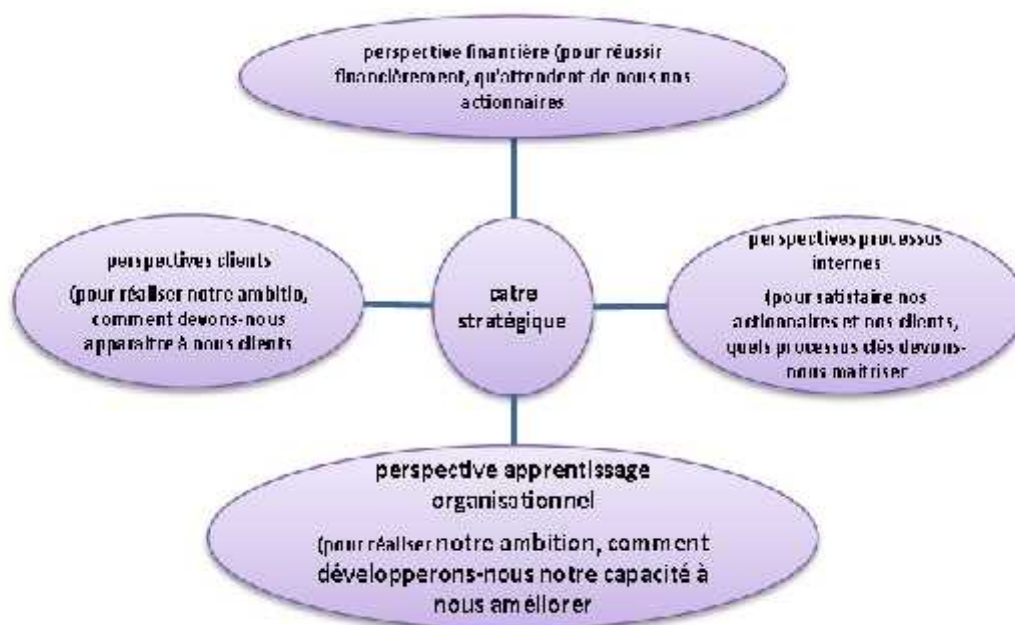 perspective financière (pour réussir
financièrement, qu'attendent de nous nos
actionnaires
perspectives clients
(pour réaliser notre ambitio,
comment devons-nous
apparaitre à nous clients
catre
stratégique
perspectives processus
internes
(pour satisfaire nos
actionnaires et nos clients,
quels processus clés devons-
nous maitriser
perspective apprentissage
organisationnel
(pour réaliser notre ambition, comment
développerons-nous notre capacité à
nous améliorer